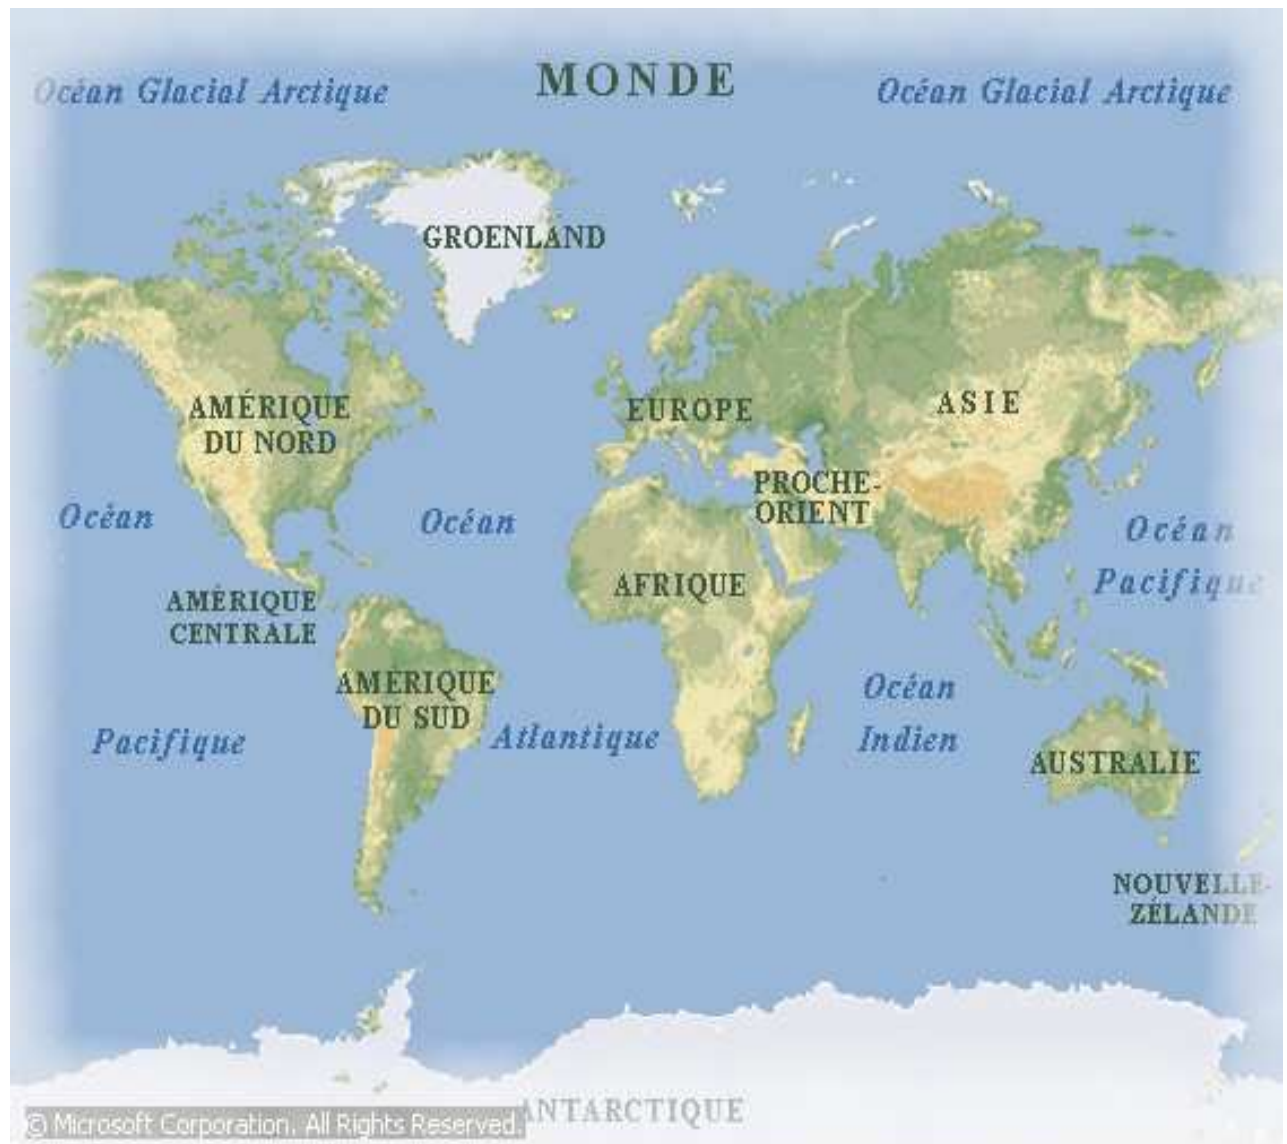 MONDE
Océan Glacial Arctique
Océan Glacial Arctique
GROENLAND
AMÉRIQUE
DU NORD
EUROPE
ASIE
PROCHE-
ORIENT
Océan
Océan
Océan
Pacifique
AFRIQUE
AMÉRIQUE
CENTRALE
AMÉRIQUE
DU SUD
Océan
Indien
Pacifique
Atlantique
AUSTRALIE
NOUVELLE-
ZÉLANDE
ANTARCTIQUE
© Microsoft Corporation. All Rights Reserved.